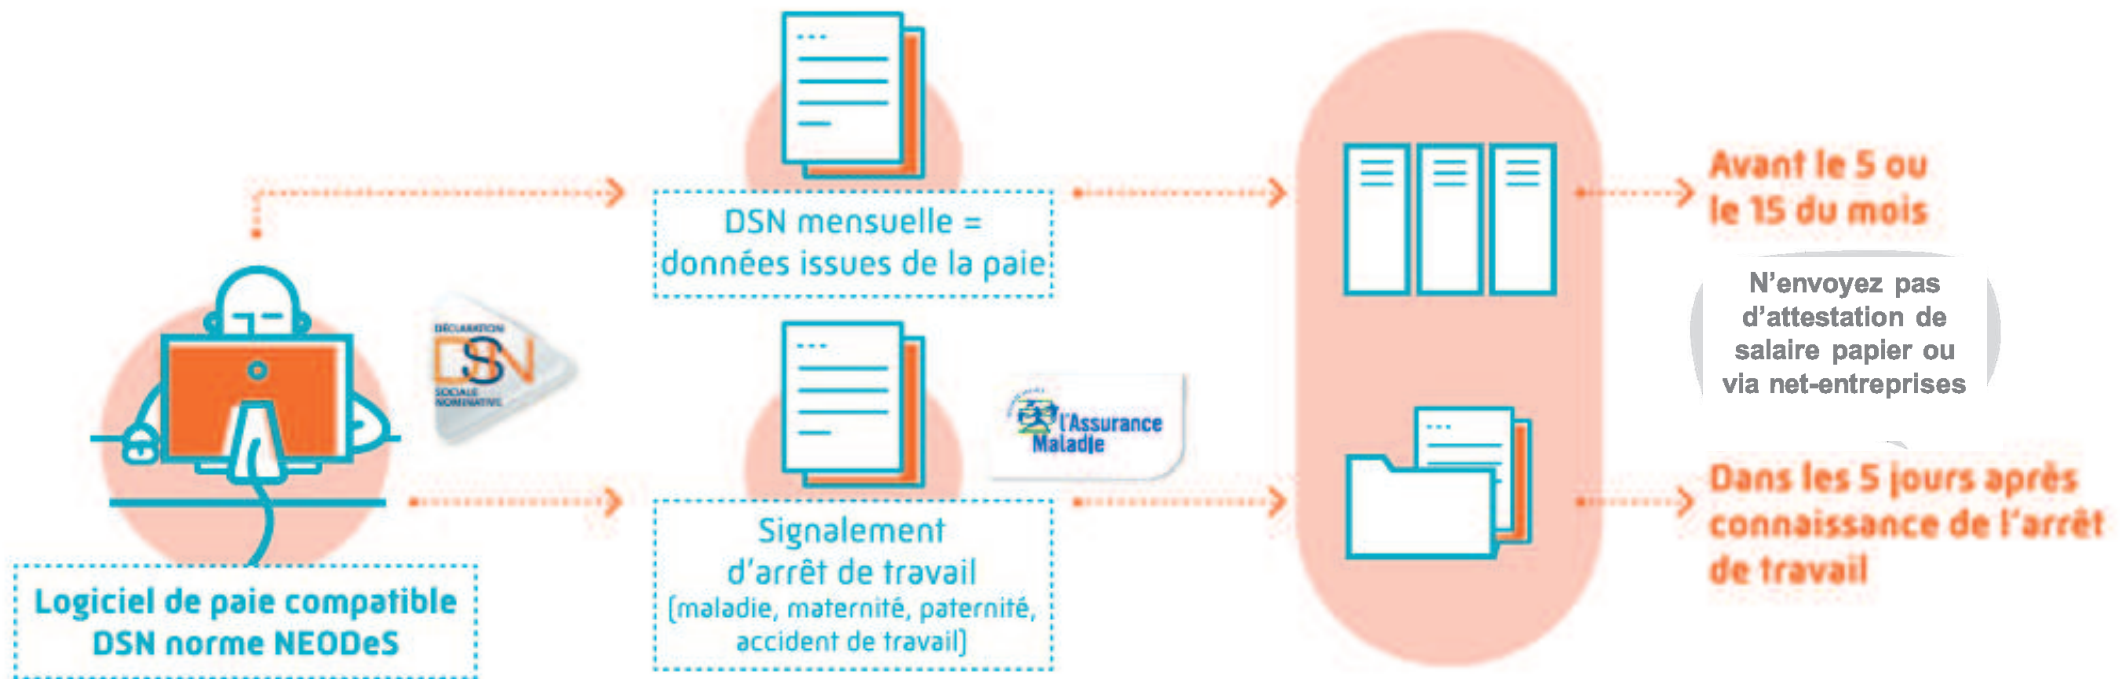 DSN mensuelle =
données issues de la paie
Avant le 5 ou
le 15 du mois
N'envoyez pas
d'attestation de
salaire papier ou
via net-entreprises
DÉCLARATION
DSN
SOCIALE
NOMINATIVE
l'Assurance
Maladie
Logiciel de paie compatible
DSN norme NEODeS
Signalement
d'arrêt de travail
(maladie, maternité, paternité,
accident de travail)
Dans les 5 jours après
connaissance de l'arrêt
de travail